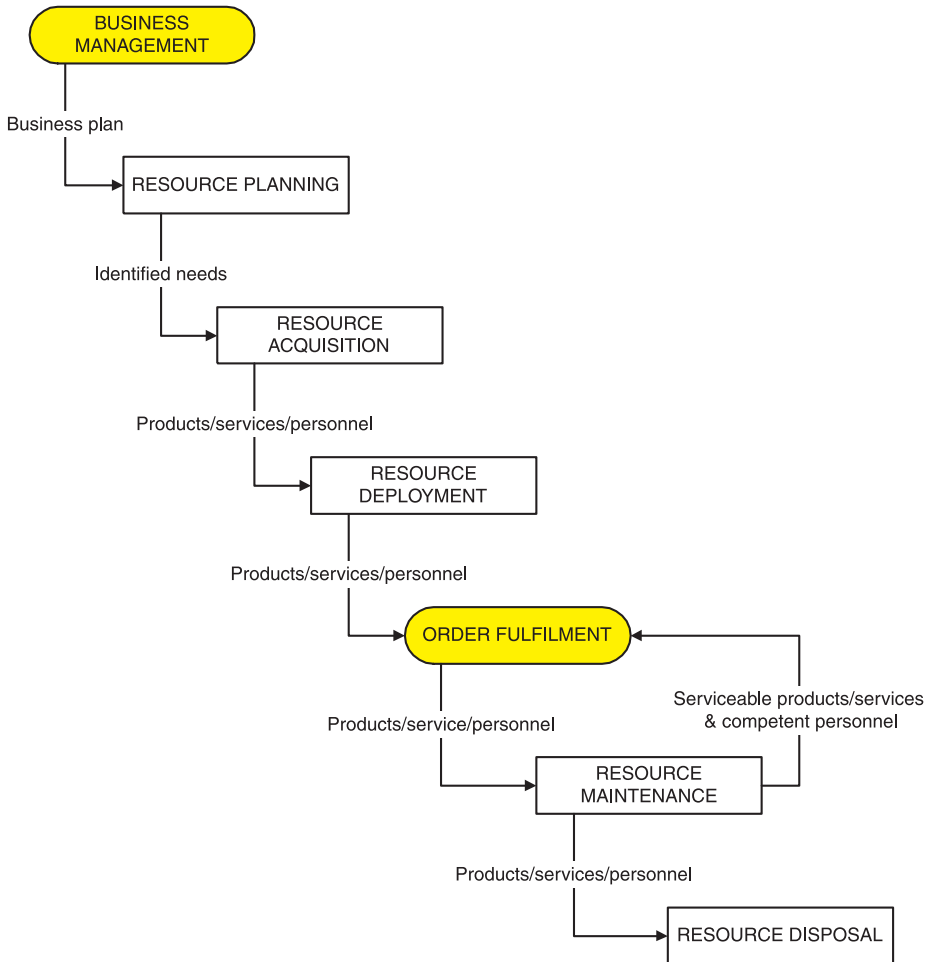 BUSINESS
MANAGEMENT
Business plan
RESOURCE PLANNING
Identified needs
RESOURCE
ACQUISITION
Products/services/personnel
RESOURCE
DEPLOYMENT
Products/services/personnel
ORDER FULFILMENT
Products/service/personnel
Serviceable products/services
& competent personnel
RESOURCE
MAINTENANCE
Products/services/personnel
RESOURCE DISPOSAL